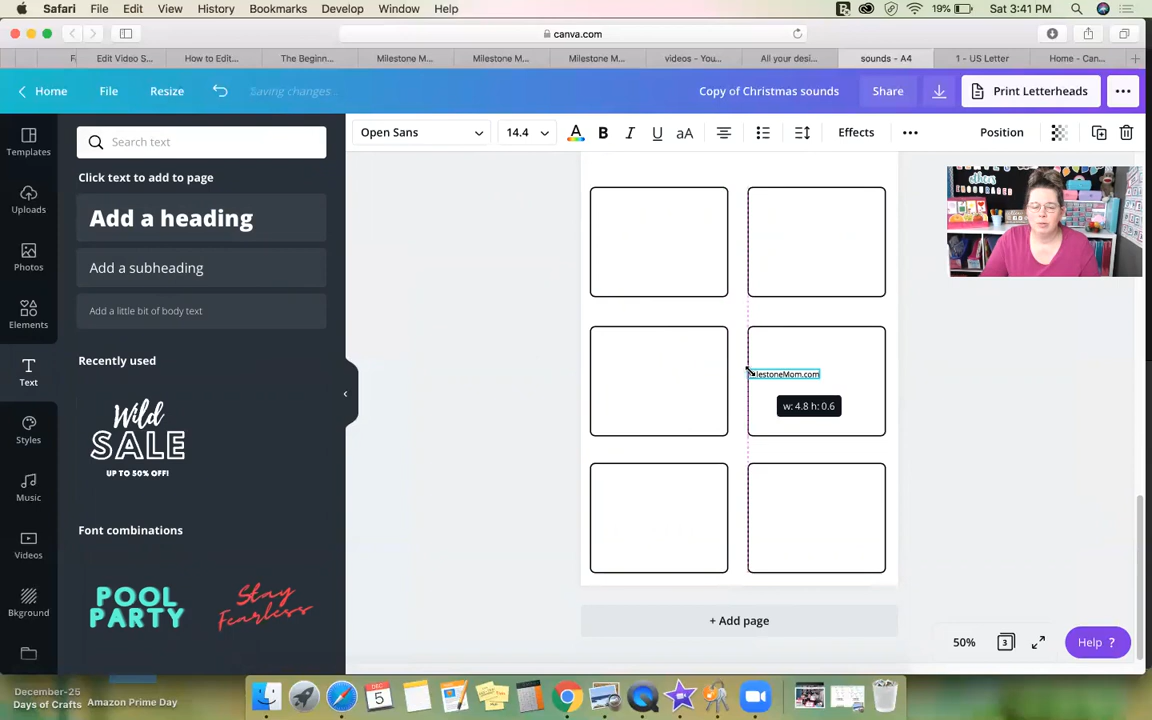 Safari File Edit View History Bookmarks Develop Window Help 19% Sat 3:41 PM
canva.com
Edit Video S... How to Edit... The Beginn... Milestone M... Milestone M... Milestone M... videos - You... All your desi... sounds - A4 1 - US Letter Home - Can...
Home File Resize Saving changes... Copy of Christmas sounds Share Print Letterheads
Open Sans 14.4 A B I U aA Effects Position
Search text
Click text to add to page
Add a heading
Add a subheading
Add a little bit of body text
Recently used
Wild
SALE
UP TO 50% OFF!
Font combinations
POOL
PARTY
Stay
Fearless
Templates
Uploads
Photos
Elements
Text
Styles
Music
Videos
Bkground
others
lestoneMom.com
w: 4.8 h: 0.6
+ Add page
50% 3 Help ?
December-25
Days of Crafts
Amazon Prime Day
DEC
5